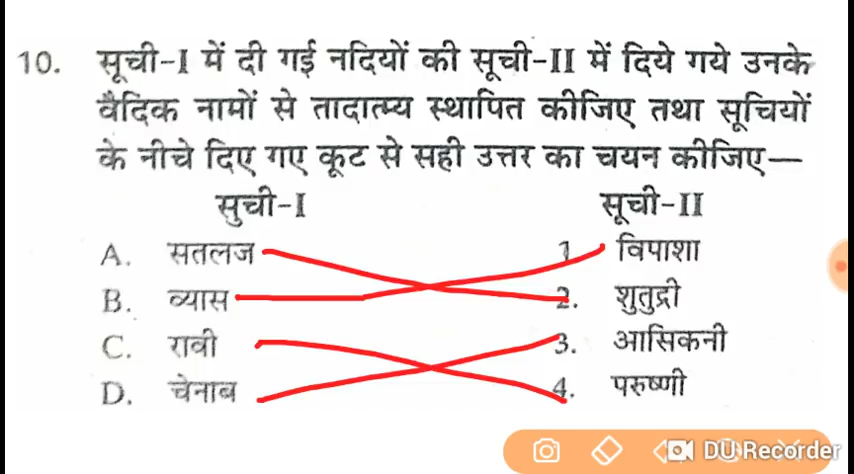 10. सूची-I में दी गई नदियों की सूची-II में दिये गये उनके
वैदिक नामों से तादात्म्य स्थापित कीजिए तथा सूचियों
के नीचे दिए गए कूट से सही उत्तर का चयन कीजिए—
सुची-I सूची-II
A. सतलज 1 विपाशा
B. व्यास 2. शुतुद्री
C. रावी 3. आसिकनी
D. चेनाब 4. परुष्णी
DU Recorder